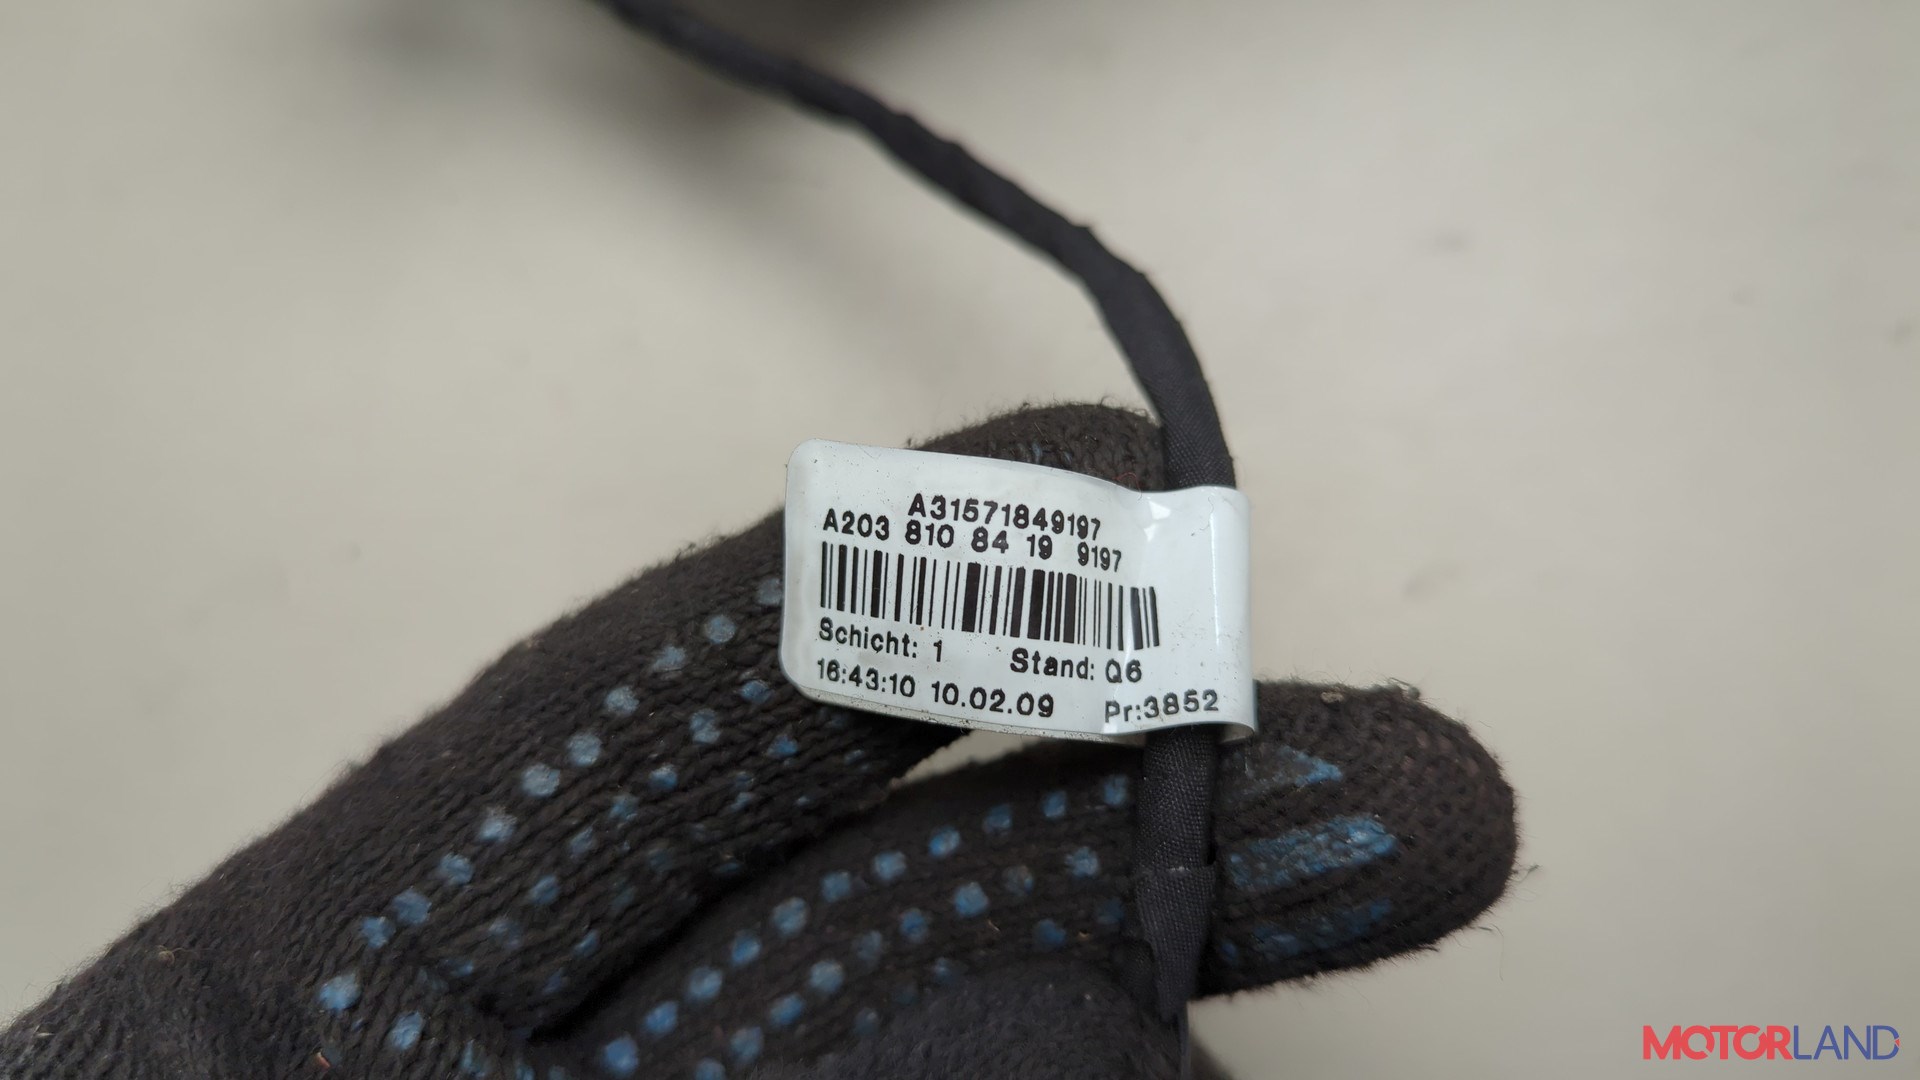 A31571849197
A203 810 84 19 9197
Schicht: 1 Stand: Q6
16:43:10 10.02.09 Pr:3852
MOTORLAND